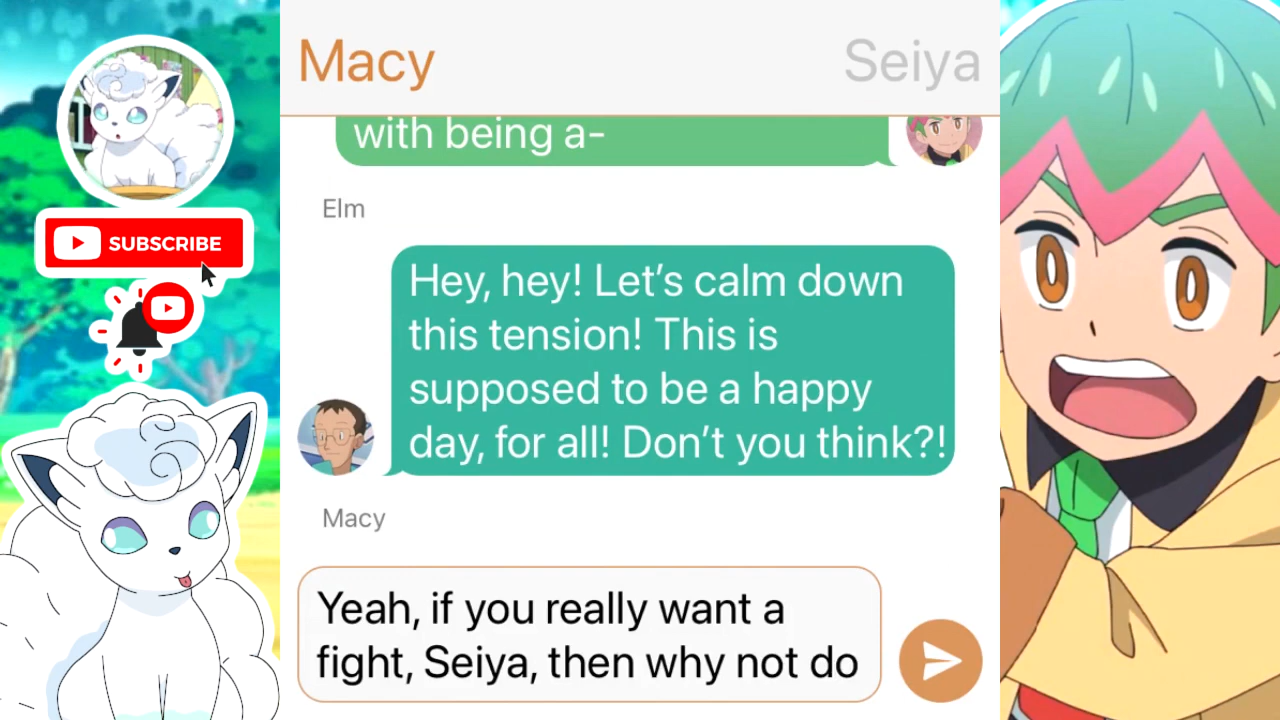 Macy
Seiya
with being a-
Elm
Hey, hey! Let’s calm down
this tension! This is
supposed to be a happy
day, for all! Don’t you think?!
Macy
Yeah, if you really want a
fight, Seiya, then why not do
SUBSCRIBE